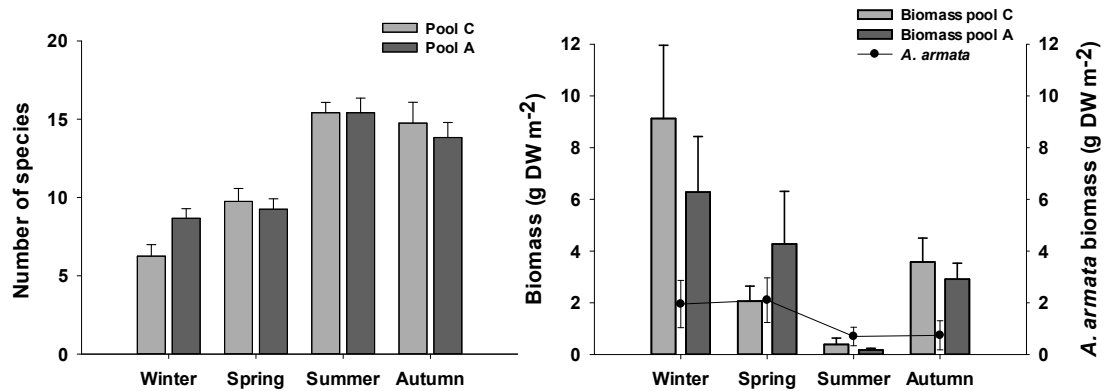 Pool C
Pool A
Number of species
20
15
10
5
0
Winter Spring Summer Autumn
Biomass pool C
Biomass pool A
A. armata
Biomass (g DW m-2)
12
10
8
6
4
2
0
12
10
8
6
4
2
0
A. armata biomass (g DW m-2)
Winter Spring Summer Autumn